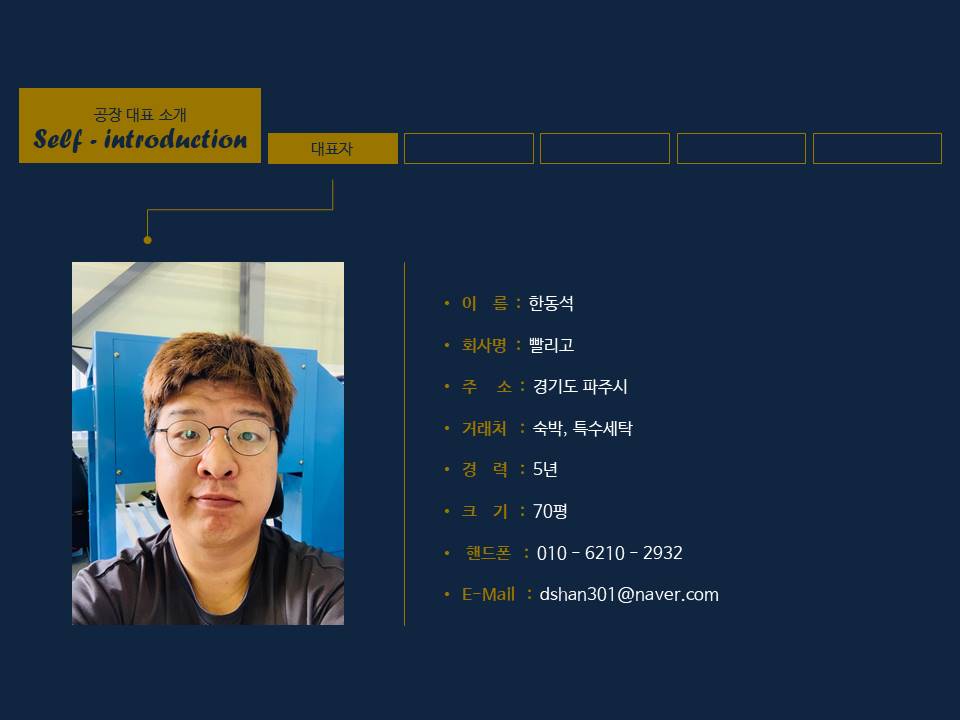 공장 대표 소개
Self - introduction
대표자
• 이 름 : 한동석
• 회사명 : 빨리고
• 주 소 : 경기도 파주시
• 거래처 : 숙박, 특수세탁
• 경 력 : 5년
• 크 기 : 70평
• 핸드폰 : 010 - 6210 - 2932
• E-Mail : dshan301@naver.com